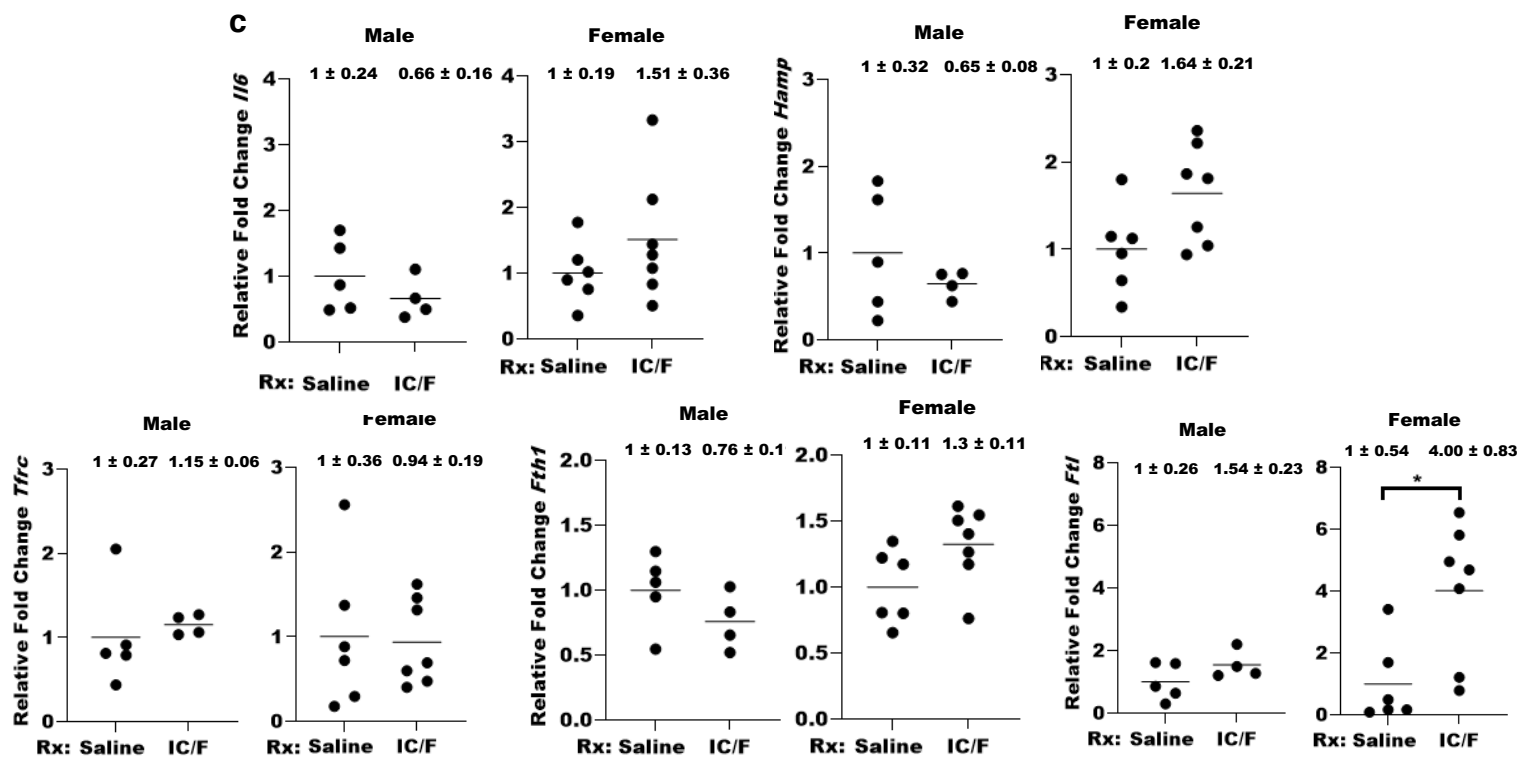 C
Male
1 ± 0.24 0.66 ± 0.16
Relative Fold Change Il6
4
3
2
1
0
Rx: Saline IC/F
Female
1 ± 0.19 1.51 ± 0.36
4
3
2
1
0
Rx: Saline IC/F
Male
1 ± 0.32 0.65 ± 0.08
Relative Fold Change Hamp
3
2
1
0
Rx: Saline IC/F
Female
1 ± 0.2 1.64 ± 0.21
3
2
1
0
Rx: Saline IC/F
Male
1 ± 0.27 1.15 ± 0.06
Relative Fold Change Tfrc
3
2
1
0
Rx: Saline IC/F
Female
1 ± 0.36 0.94 ± 0.19
3
2
1
0
Rx: Saline IC/F
Male
1 ± 0.13 0.76 ± 0.1
Relative Fold Change Fth1
2.0
1.5
1.0
0.5
0.0
Rx: Saline IC/F
Female
1 ± 0.11 1.3 ± 0.11
2.0
1.5
1.0
0.5
0.0
Rx: Saline IC/F
Male
1 ± 0.26 1.54 ± 0.23
Relative Fold Change Ftl
8
6
4
2
0
Rx: Saline IC/F
Female
1 ± 0.54 4.00 ± 0.83
*
8
6
4
2
0
Rx: Saline IC/F